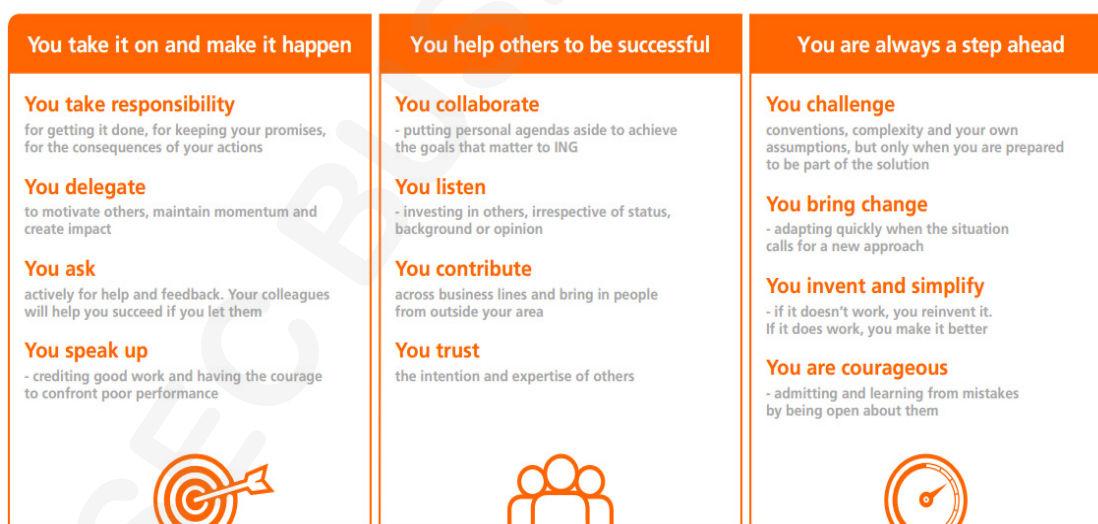 You take it on and make it happen
You take responsibility
for getting it done, for keeping your promises,
for the consequences of your actions
You delegate
to motivate others, maintain momentum and
create impact
You ask
actively for help and feedback. Your colleagues
will help you succeed if you let them
You speak up
- crediting good work and having the courage
to confront poor performance
You help others to be successful
You collaborate
- putting personal agendas aside to achieve
the goals that matter to ING
You listen
- investing in others, irrespective of status,
background or opinion
You contribute
across business lines and bring in people
from outside your area
You trust
the intention and expertise of others
You are always a step ahead
You challenge
conventions, complexity and your own
assumptions, but only when you are prepared
to be part of the solution
You bring change
- adapting quickly when the situation
calls for a new approach
You invent and simplify
- if it doesn’t work, you reinvent it.
If it does work, you make it better
You are courageous
- admitting and learning from mistakes
by being open about them